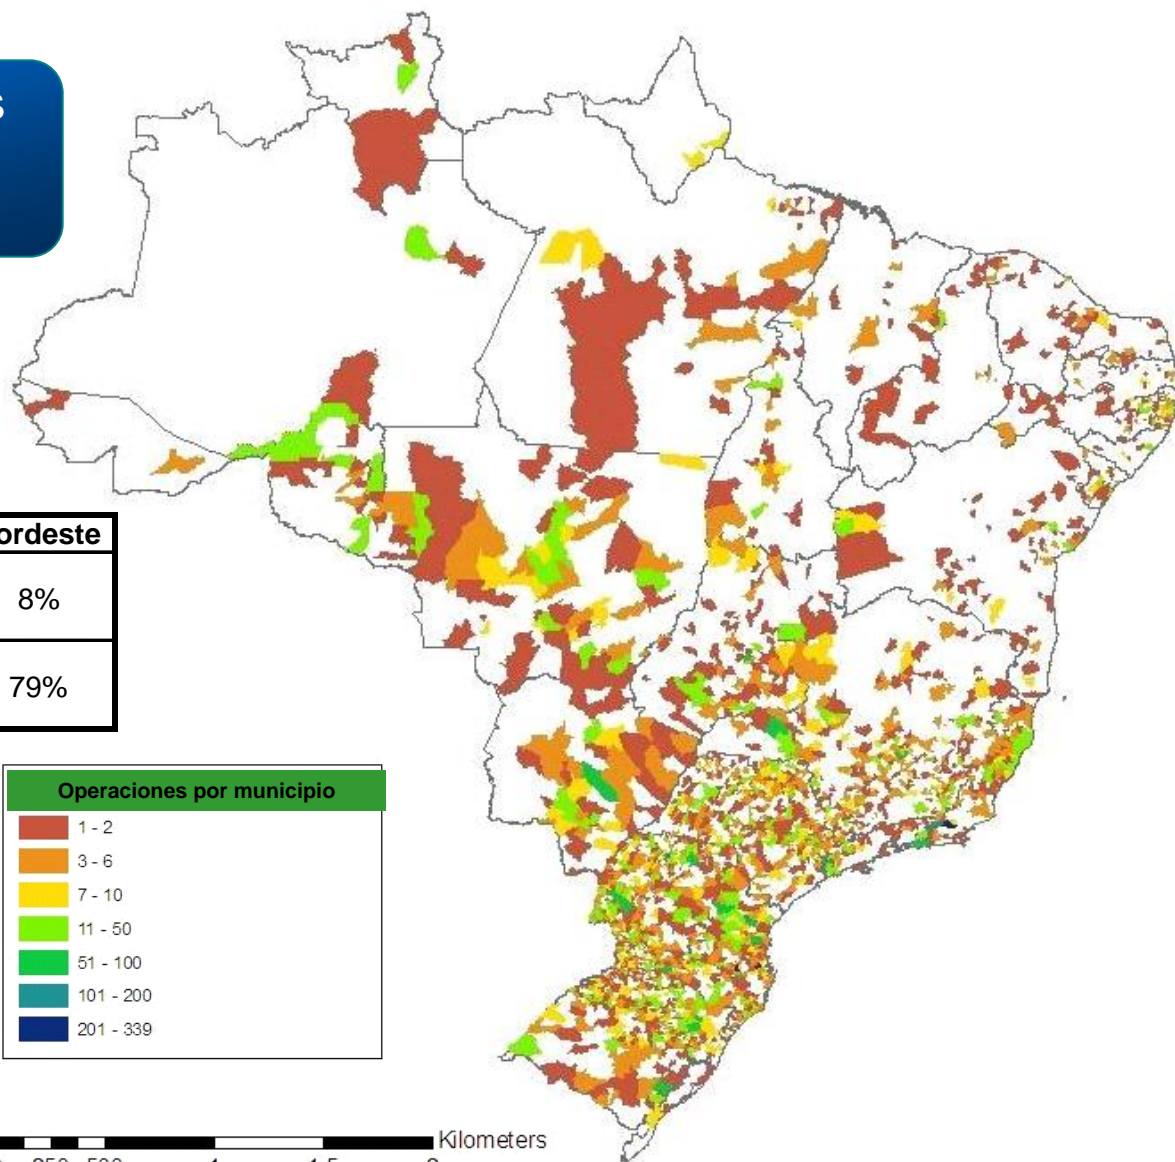 ordeste
8%
79%
Operaciones por municipio
1 - 2
3 - 6
7 - 10
11 - 50
51 - 100
101 - 200
201 - 339
Kilometers